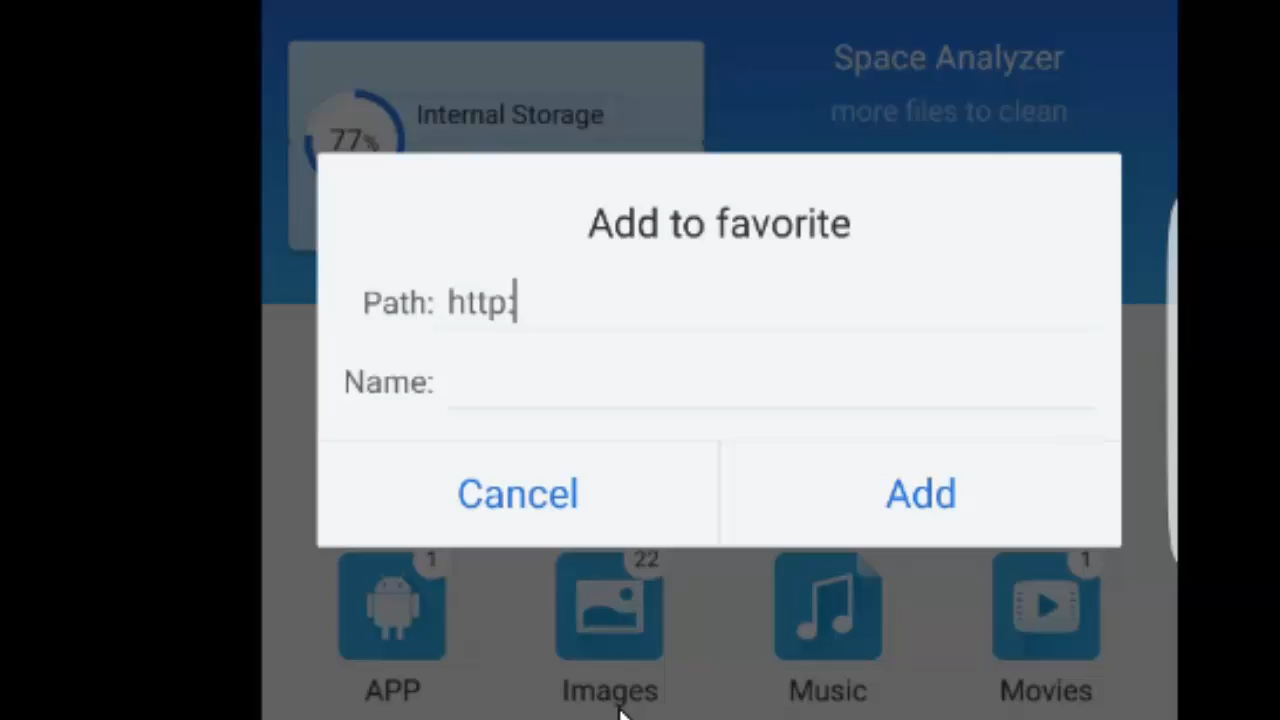 Space Analyzer
more files to clean
Internal Storage
77%
Add to favorite
Path: http:
Name:
Cancel
Add
1
22
1
APP
Images
Music
Movies